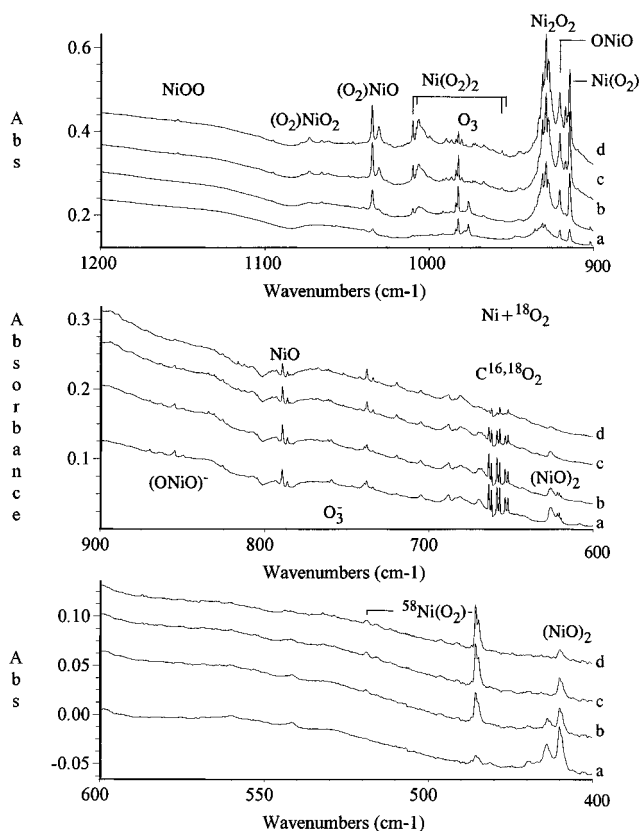 Ni₂O₂
ONiO
NiOO
(O₂)NiO₂
(O₂)NiO
Ni(O₂)₂
O₃
Ni(O₂)
0.6
0.4
0.2
Abs
d
c
b
a
1200 1100 1000 900
Wavenumbers (cm-1)
Ni+¹⁸O₂
NiO
C¹⁶,¹⁸O₂
0.3
0.2
0.1
Absorbance
(ONiO)⁻
O₃⁻
(NiO)₂
d
c
b
a
900 800 700 600
Wavenumbers (cm-1)
⁵⁸Ni(O₂)
(NiO)₂
0.10
0.05
0.00
-0.05
Abs
d
c
b
a
600 500 400
Wavenumbers (cm-1)